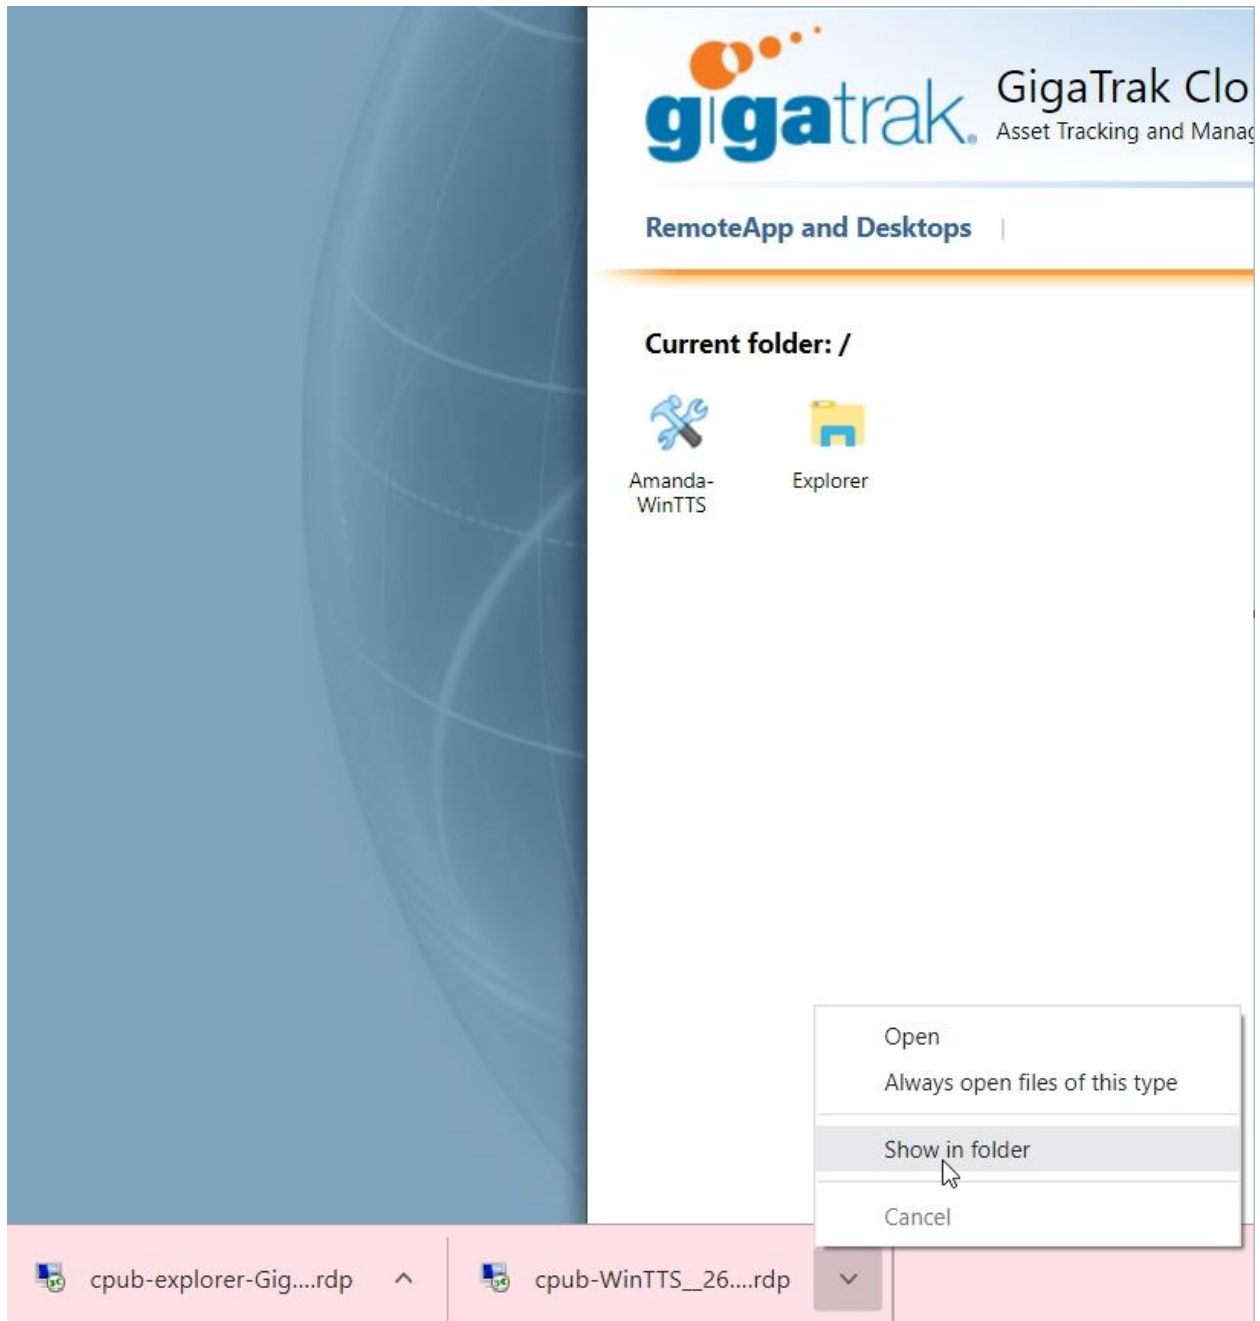 gigatrak®
GigaTrak Clo
Asset Tracking and Manag
RemoteApp and Desktops |
Current folder: /
Amanda-
WinTTS
Explorer
Open
Always open files of this type
Show in folder
Cancel
cpub-explorer-Gig....rdp
cpub-WinTTS__26....rdp